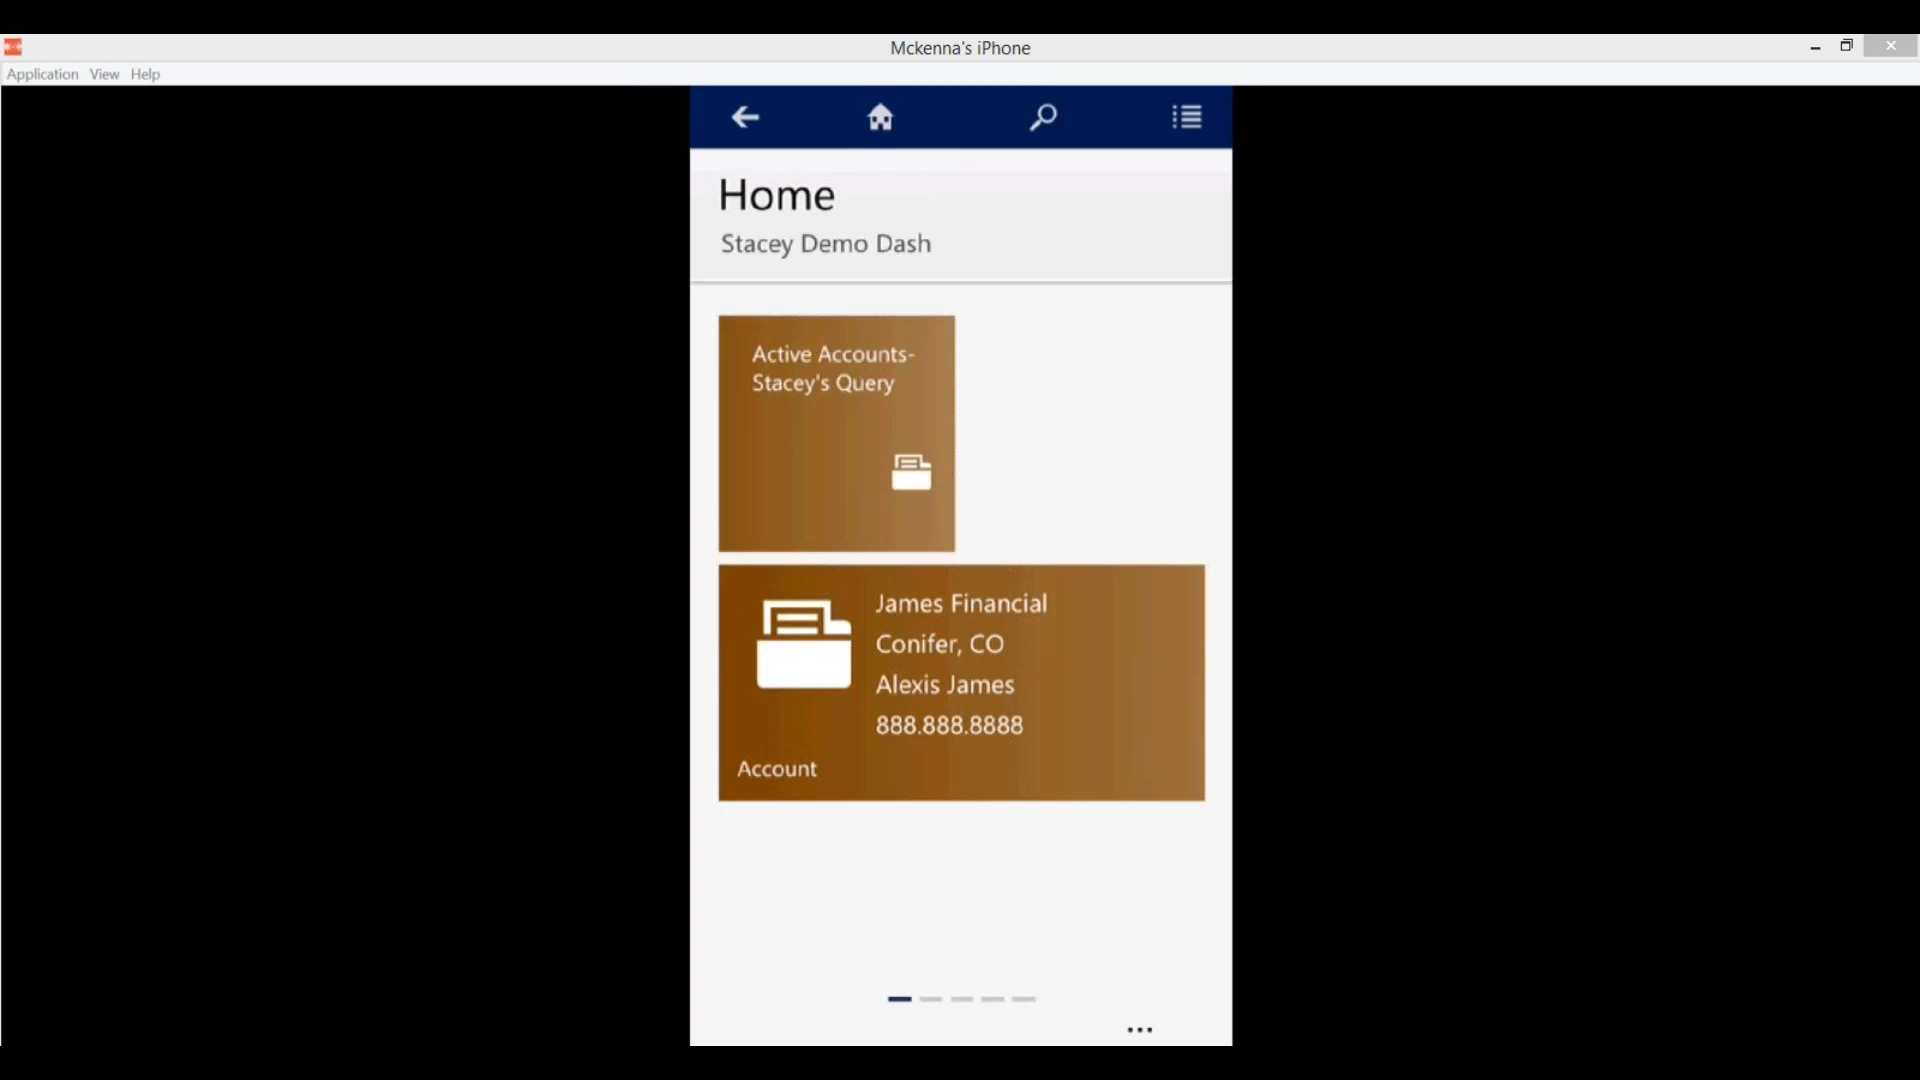 Mckenna's iPhone
Application View Help
Home
Stacey Demo Dash
Active Accounts-
Stacey's Query
James Financial
Conifer, CO
Alexis James
888.888.8888
Account